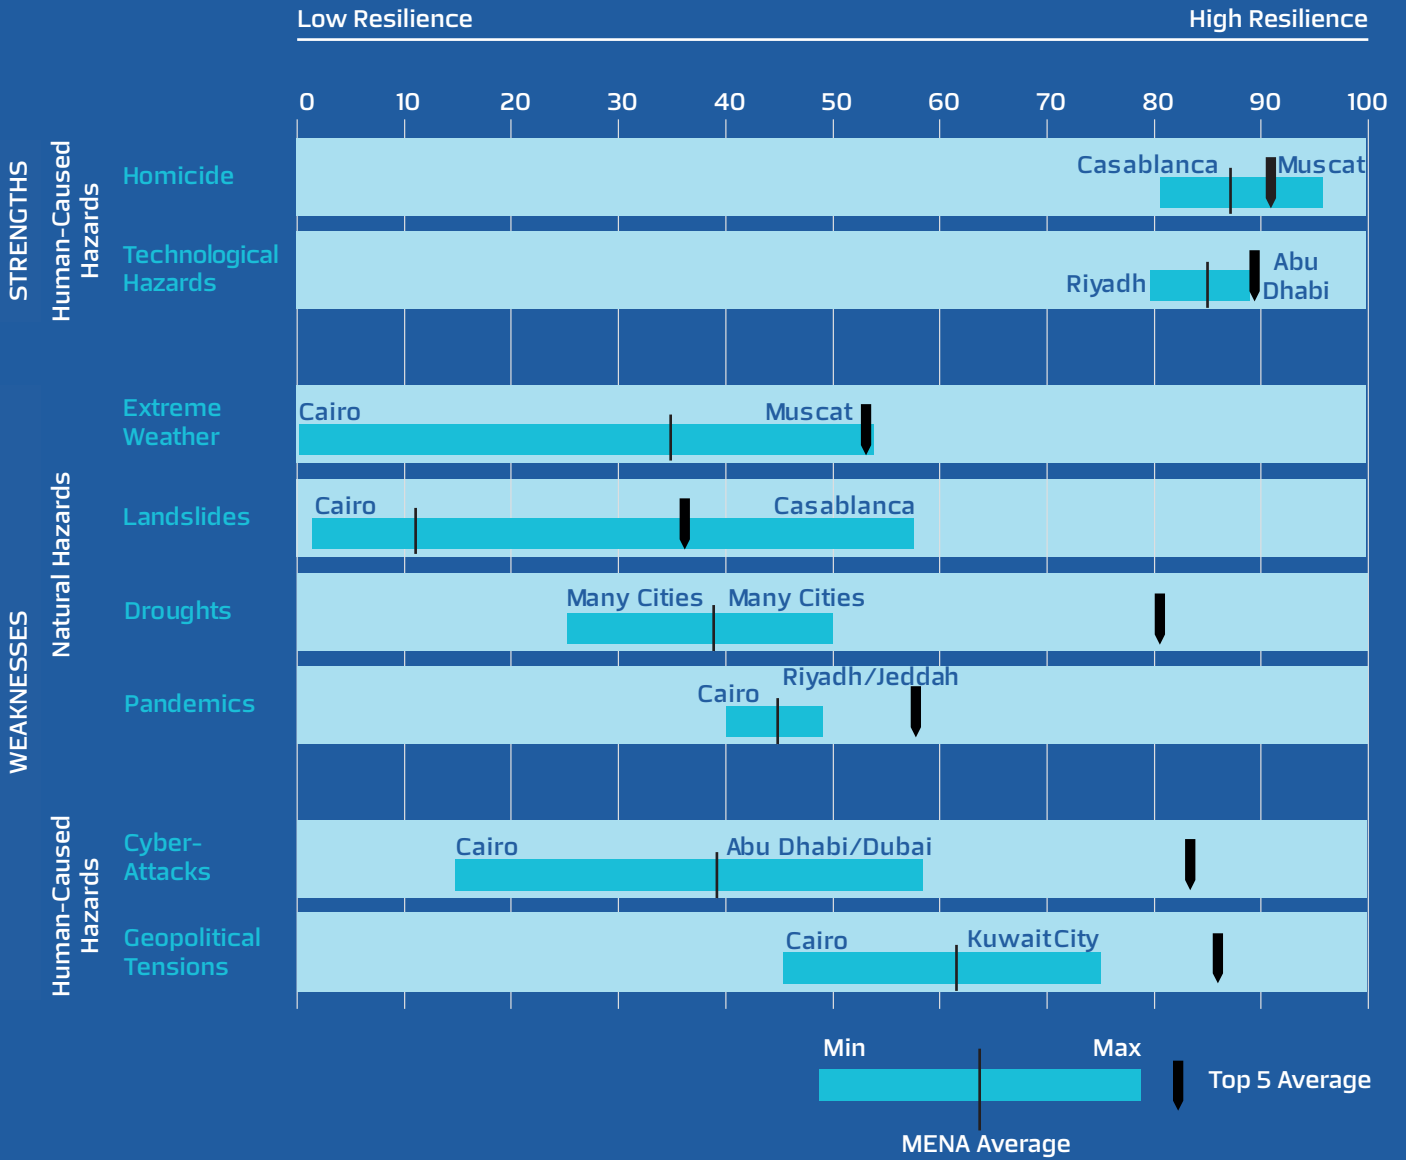 Low Resilience
High Resilience
0 10 20 30 40 50 60 70 80 90 100
STRENGTHS
Human-Caused
Hazards
Homicide
Casablanca
Muscat
Technological
Hazards
Riyadh
Abu
Dhabi
WEAKNESSES
Natural Hazards
Extreme
Weather
Cairo
Muscat
Landslides
Cairo
Casablanca
Droughts
Many Cities
Many Cities
Pandemics
Cairo
Riyadh/Jeddah
Human-Caused
Hazards
Cyber-
Attacks
Cairo
Abu Dhabi/Dubai
Geopolitical
Tensions
Cairo
Kuwait City
Min
Max
Top 5 Average
MENA Average